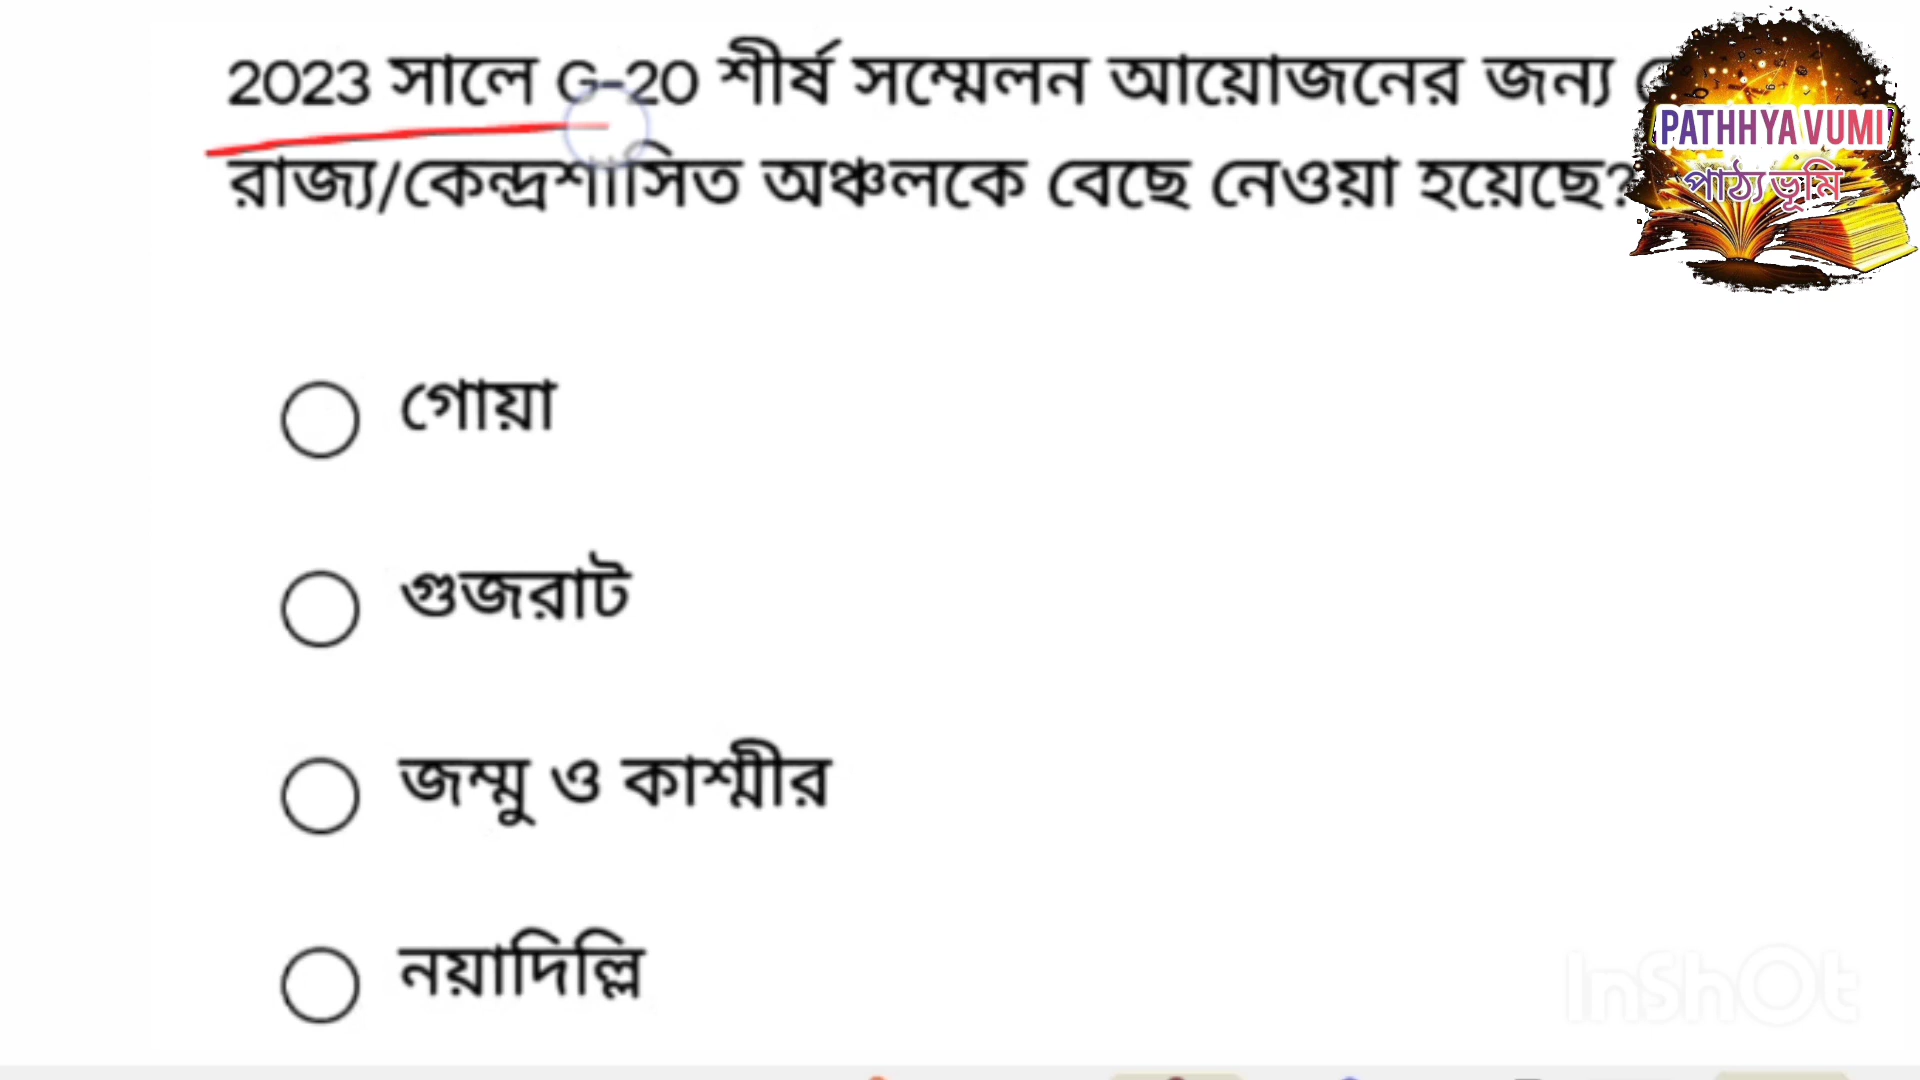 2023 সালে G-20 শীর্ষ সম্মেলন আয়োজনের জন্য
রাজ্য/কেন্দ্রশাসিত অঞ্চলকে বেছে নেওয়া হয়েছে?
PATHHYA VUMI
পাঠ্য ভূমি
গোয়া
গুজরাট
জম্মু ও কাশ্মীর
নয়াদিল্লি
InShOt